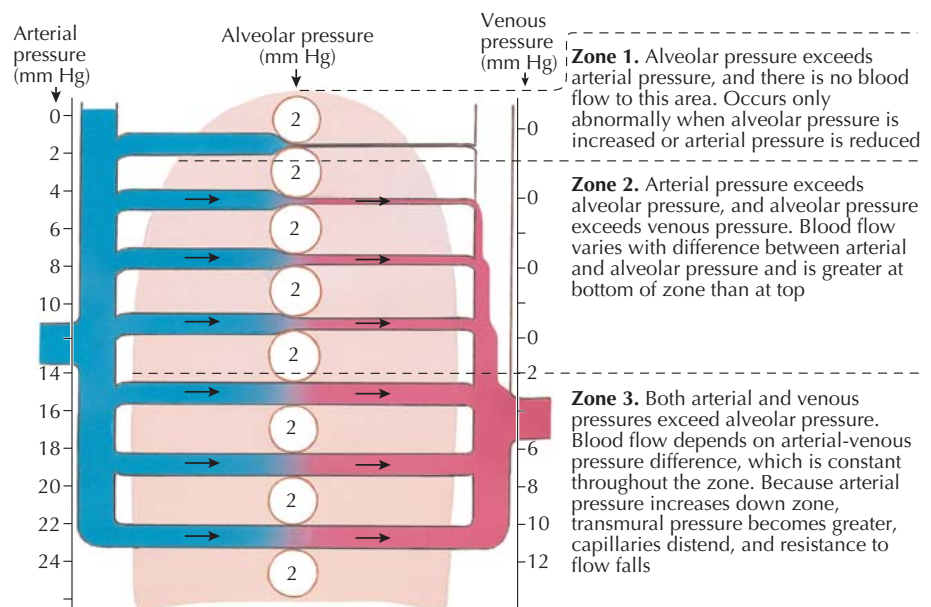 Arterial
pressure
(mm Hg)
Alveolar pressure
(mm Hg)
Venous
pressure
(mm Hg)
0
2
4
6
8
10
14
16
18
20
22
24
2
2
2
2
2
2
2
2
0
0
0
0
2
6
8
10
12
Zone 1. Alveolar pressure exceeds
arterial pressure, and there is no blood
flow to this area. Occurs only
abnormally when alveolar pressure is
increased or arterial pressure is reduced
Zone 2. Arterial pressure exceeds
alveolar pressure, and alveolar pressure
exceeds venous pressure. Blood flow
varies with difference between arterial
and alveolar pressure and is greater at
bottom of zone than at top
Zone 3. Both arterial and venous
pressures exceed alveolar pressure.
Blood flow depends on arterial-venous
pressure difference, which is constant
throughout the zone. Because arterial
pressure increases down zone,
transmural pressure becomes greater,
capillaries distend, and resistance to
flow falls